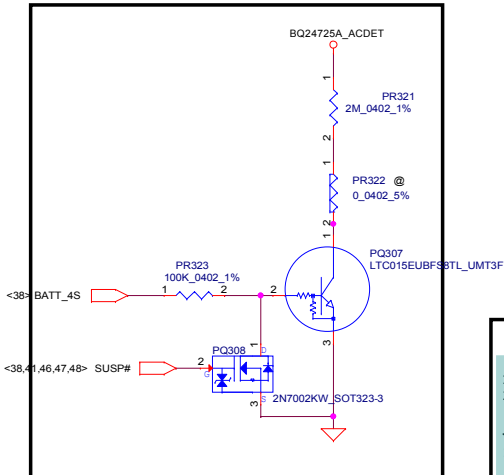 BQ24725A_ACDET
1
PR321
2M_0402_1%
2
1
PR322 @
0_0402_5%
2
1
PQ307
LTC015EUBFS8TL_UMT3F
PR323
100K_0402_1%
<38> BATT_4S
1
2
2
3
<38,41,46,47,48> SUSP#
2
G
PQ308
1
D
3
S
2N7002KW_SOT323-3